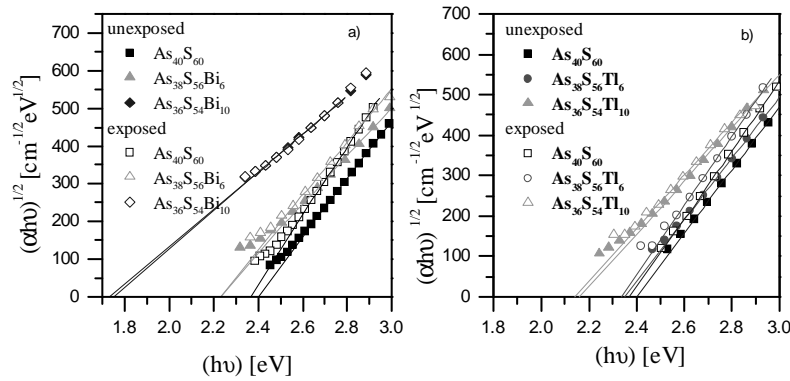 unexposed
As40S60
As38S56Bi6
As36S54Bi10
exposed
As40S60
As38S56Bi6
As36S54Bi10
a)
700
600
500
400
300
200
100
0
1.8 2.0 2.2 2.4 2.6 2.8 3.0
(hυ) [eV]
(αhυ)^1/2 [cm^-1/2 eV^1/2]
unexposed
As40S60
As38S56Tl6
As36S54Tl10
exposed
As40S60
As38S56Tl6
As36S54Tl10
b)
700
600
500
400
300
200
100
0
1.8 2.0 2.2 2.4 2.6 2.8 3.0
(hυ) [eV]
(αhυ)^1/2 [cm^-1/2 eV^1/2]